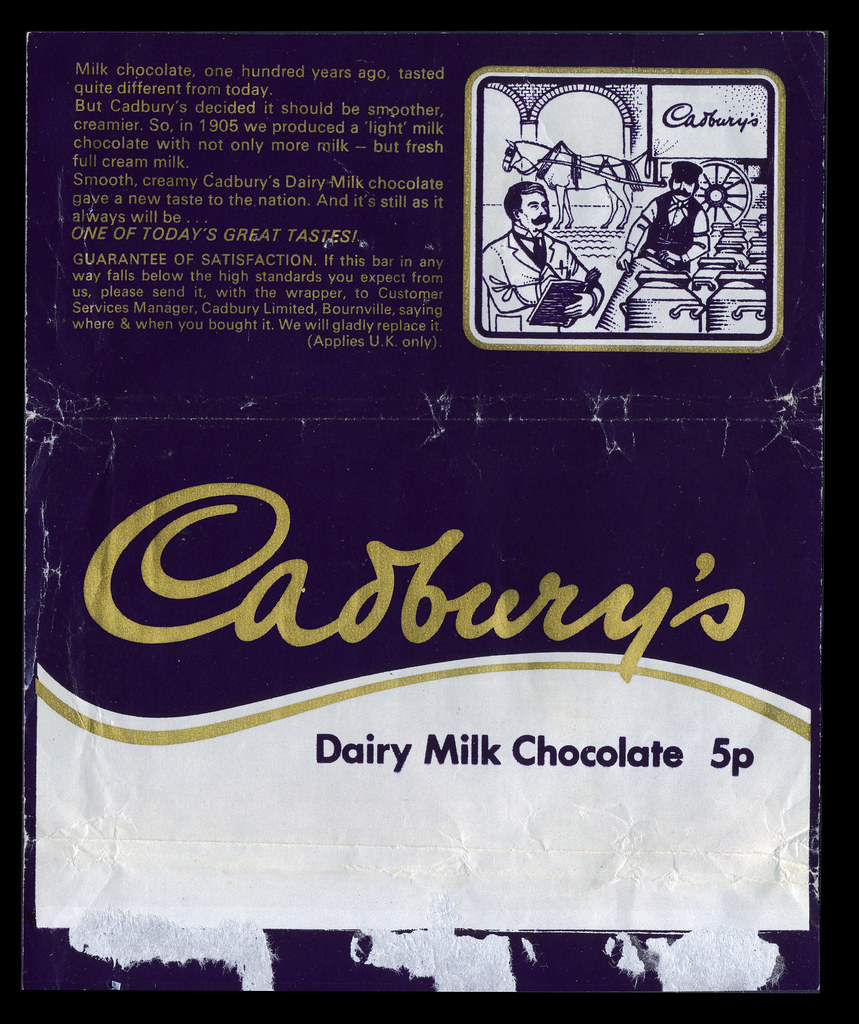 Milk chocolate, one hundred years ago, tasted
quite different from today.
But Cadbury's decided it should be smoother,
creamier. So, in 1905 we produced a 'light' milk
chocolate with not only more milk – but fresh
full cream milk.
Smooth, creamy Cadbury's Dairy Milk chocolate
gave a new taste to the nation. And it's still as it
always will be . . .
ONE OF TODAY'S GREAT TASTES!
GUARANTEE OF SATISFACTION. If this bar in any
way falls below the high standards you expect from
us, please send it, with the wrapper, to Customer
Services Manager, Cadbury Limited, Bournville, saying
where & when you bought it. We will gladly replace it.
(Applies U.K. only).
Cadbury's
Cadbury's
Dairy Milk Chocolate 5p